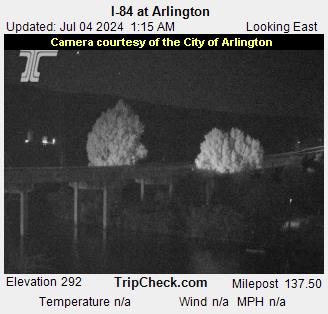 I-84 at Arlington
Updated: Jul 04 2024 1:15 AM Looking East
Camera courtesy of the City of Arlington
Elevation 292 TripCheck.com Milepost 137.50
Temperature n/a Wind n/a MPH n/a